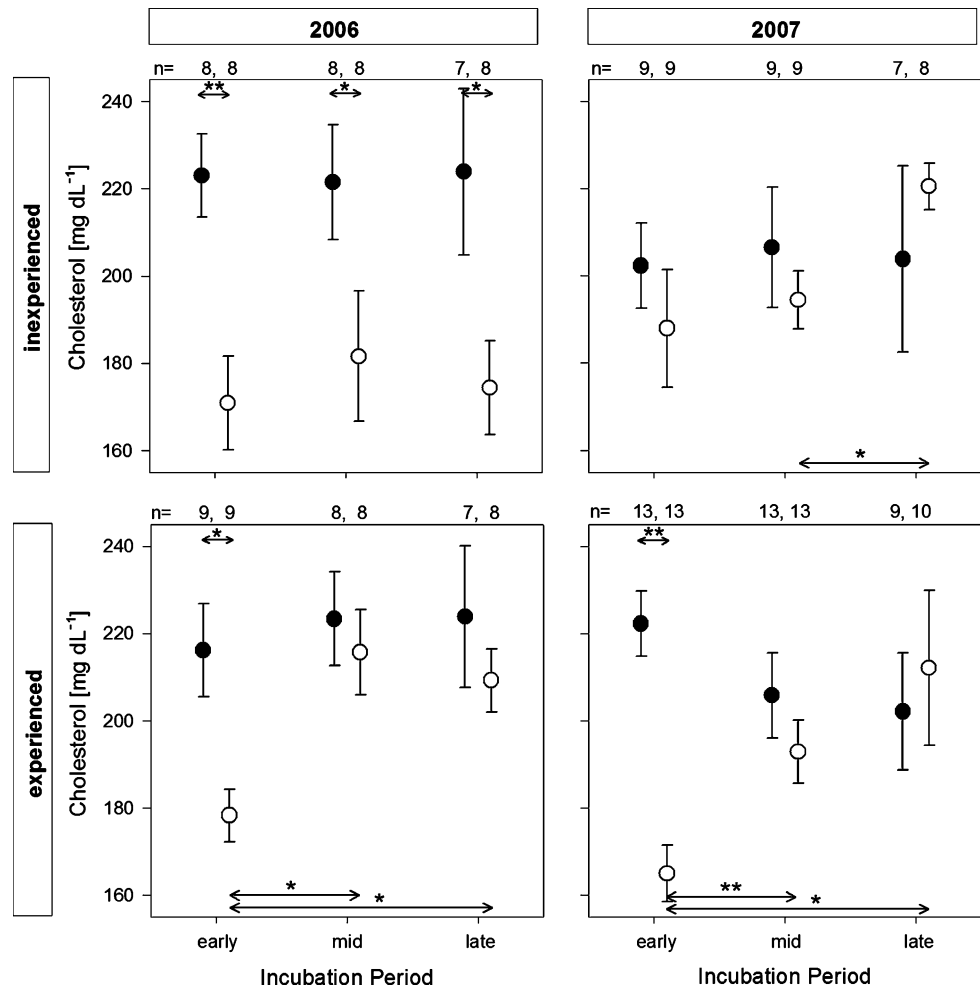 2006
2007
n= 8, 8 8, 8 7, 8
9, 9 9, 9 7, 8
** * *
240
220
200
180
160
Cholesterol [mg dL⁻¹]
inexperienced
*
n= 9, 9 8, 8 7, 8
n= 13, 13 13, 13 9, 10
* **
240
220
200
180
160
Cholesterol [mg dL⁻¹]
experienced
* **
* *
early mid late
early mid late
Incubation Period
Incubation Period